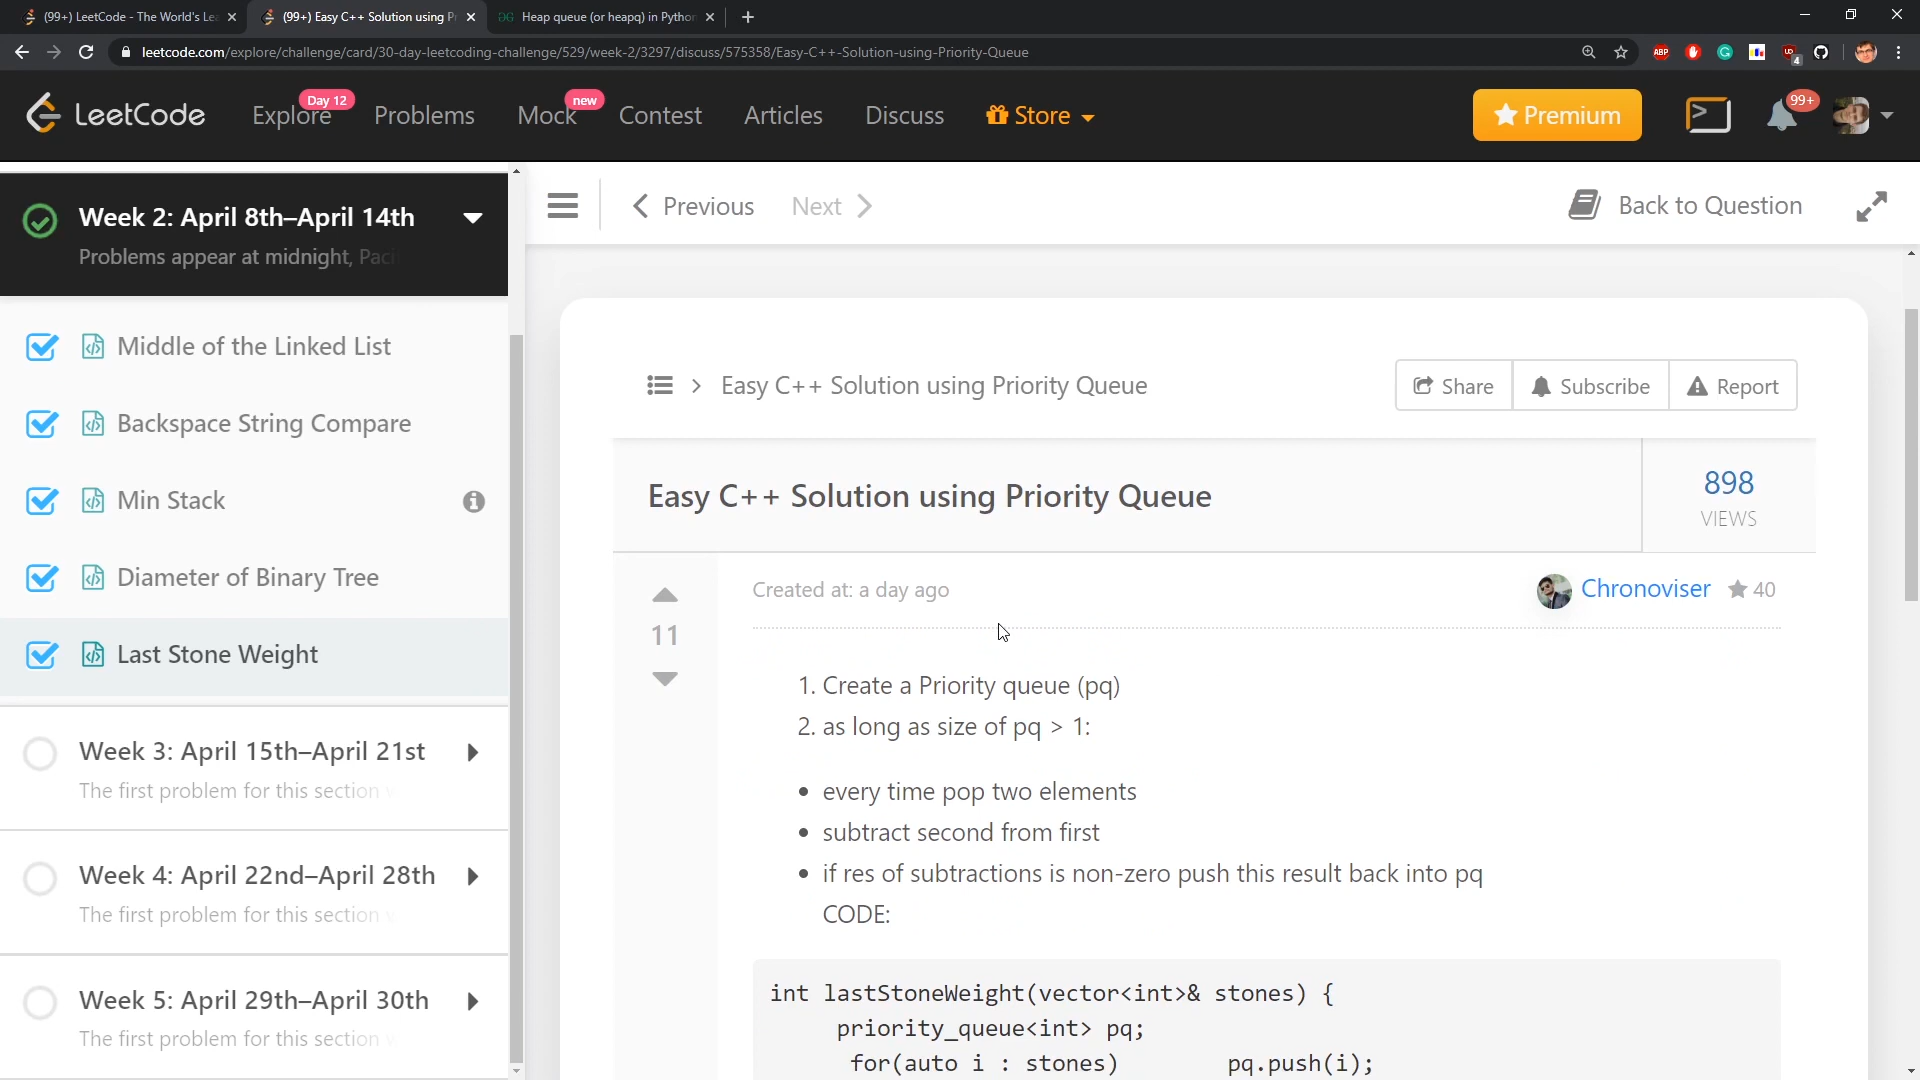 (99+) LeetCode - The World's Le
(99+) Easy C++ Solution using Pr
Heap queue (or heapq) in Python
leetcode.com/explore/challenge/card/30-day-leetcoding-challenge/529/week-2/3297/discuss/575358/Easy-C++-Solution-using-Priority-Queue
ABP
UD
4
LeetCode
Explore
Day 12
Problems
Mock
new
Contest
Articles
Discuss
Store
Premium
99+
Week 2: April 8th–April 14th
Problems appear at midnight, Paci
Middle of the Linked List
Backspace String Compare
Min Stack
Diameter of Binary Tree
Last Stone Weight
Week 3: April 15th–April 21st
The first problem for this section w
Week 4: April 22nd–April 28th
The first problem for this section w
Week 5: April 29th–April 30th
The first problem for this section w
Previous
Next
Back to Question
Easy C++ Solution using Priority Queue
Share
Subscribe
Report
Easy C++ Solution using Priority Queue
898
VIEWS
11
Created at: a day ago
Chronoviser
40
1. Create a Priority queue (pq)
2. as long as size of pq > 1:
• every time pop two elements
• subtract second from first
• if res of subtractions is non-zero push this result back into pq
CODE:
int lastStoneWeight(vector<int>& stones) {
priority_queue<int> pq;
for(auto i : stones) pq.push(i);